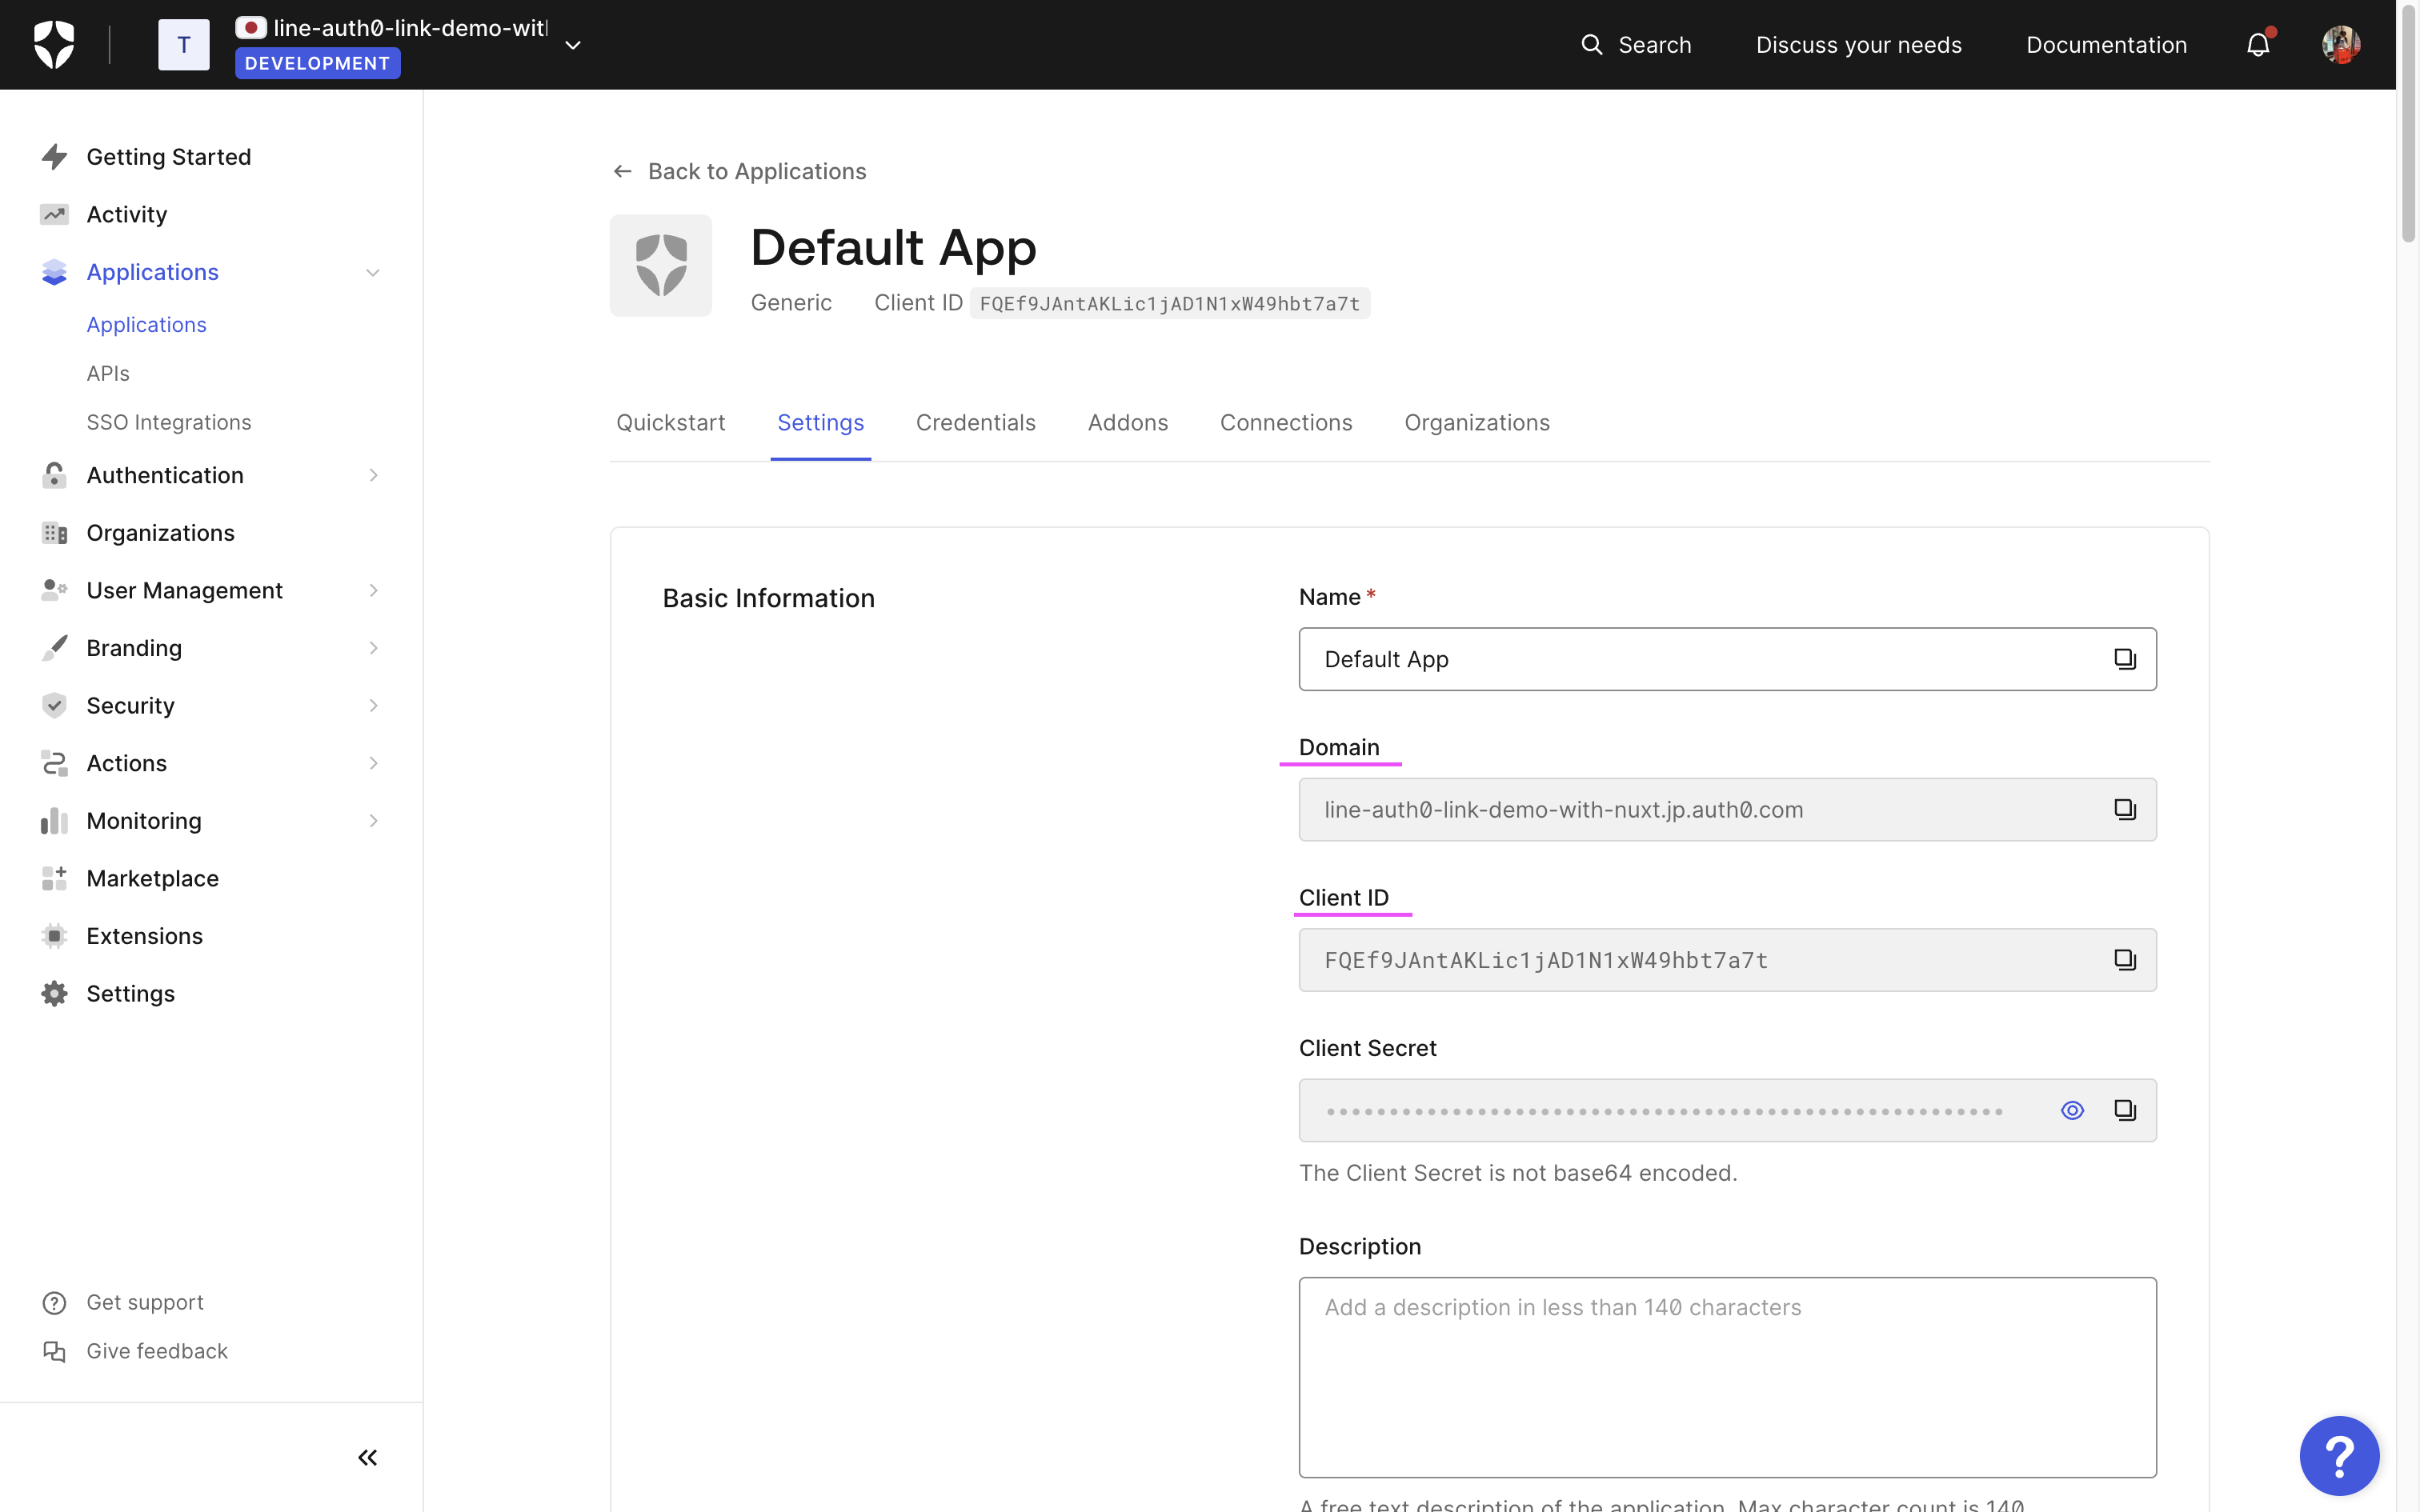 T
line-auth0-link-demo-wit
DEVELOPMENT
Search
Discuss your needs
Documentation
Getting Started
Activity
Applications
Applications
APIs
SSO Integrations
Authentication
Organizations
User Management
Branding
Security
Actions
Monitoring
Marketplace
Extensions
Settings
Get support
Give feedback
← Back to Applications
Default App
Generic Client ID FQEf9JAntAKLic1jAD1N1xW49hbt7a7t
Quickstart Settings Credentials Addons Connections Organizations
Basic Information
Name *
Default App
Domain
line-auth0-link-demo-with-nuxt.jp.auth0.com
Client ID
FQEf9JAntAKLic1jAD1N1xW49hbt7a7t
Client Secret
The Client Secret is not base64 encoded.
Description
Add a description in less than 140 characters
A free text description of the application. Max character count is 140